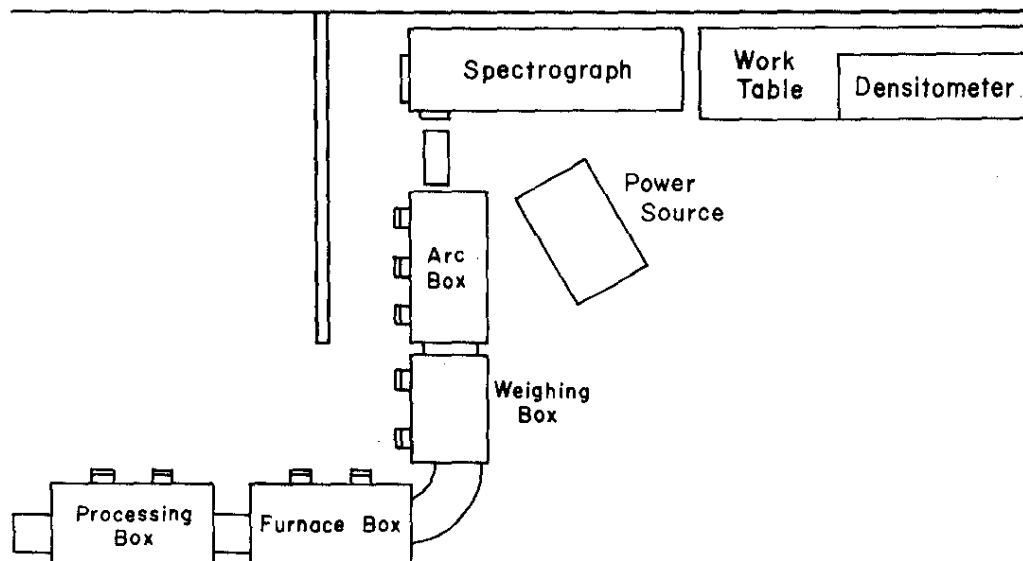 Spectrograph
Work
Table
Densitometer
Power
Source
Arc
Box
Weighing
Box
Processing
Box
Furnace Box